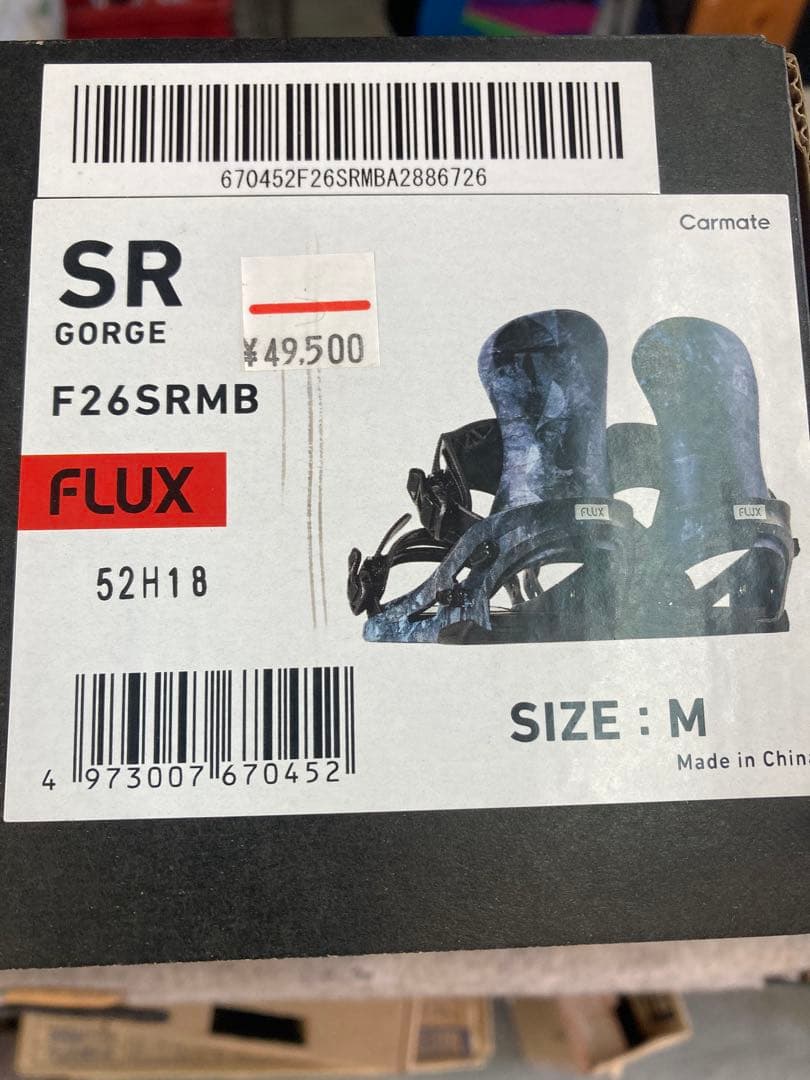 670452F26SRMBA2886726
Carmate
SR
GORGE
¥49,500
F26SRMB
FLUX
52H18
FLUX
FLUX
SIZE : M
Made in China
4 973007 670452